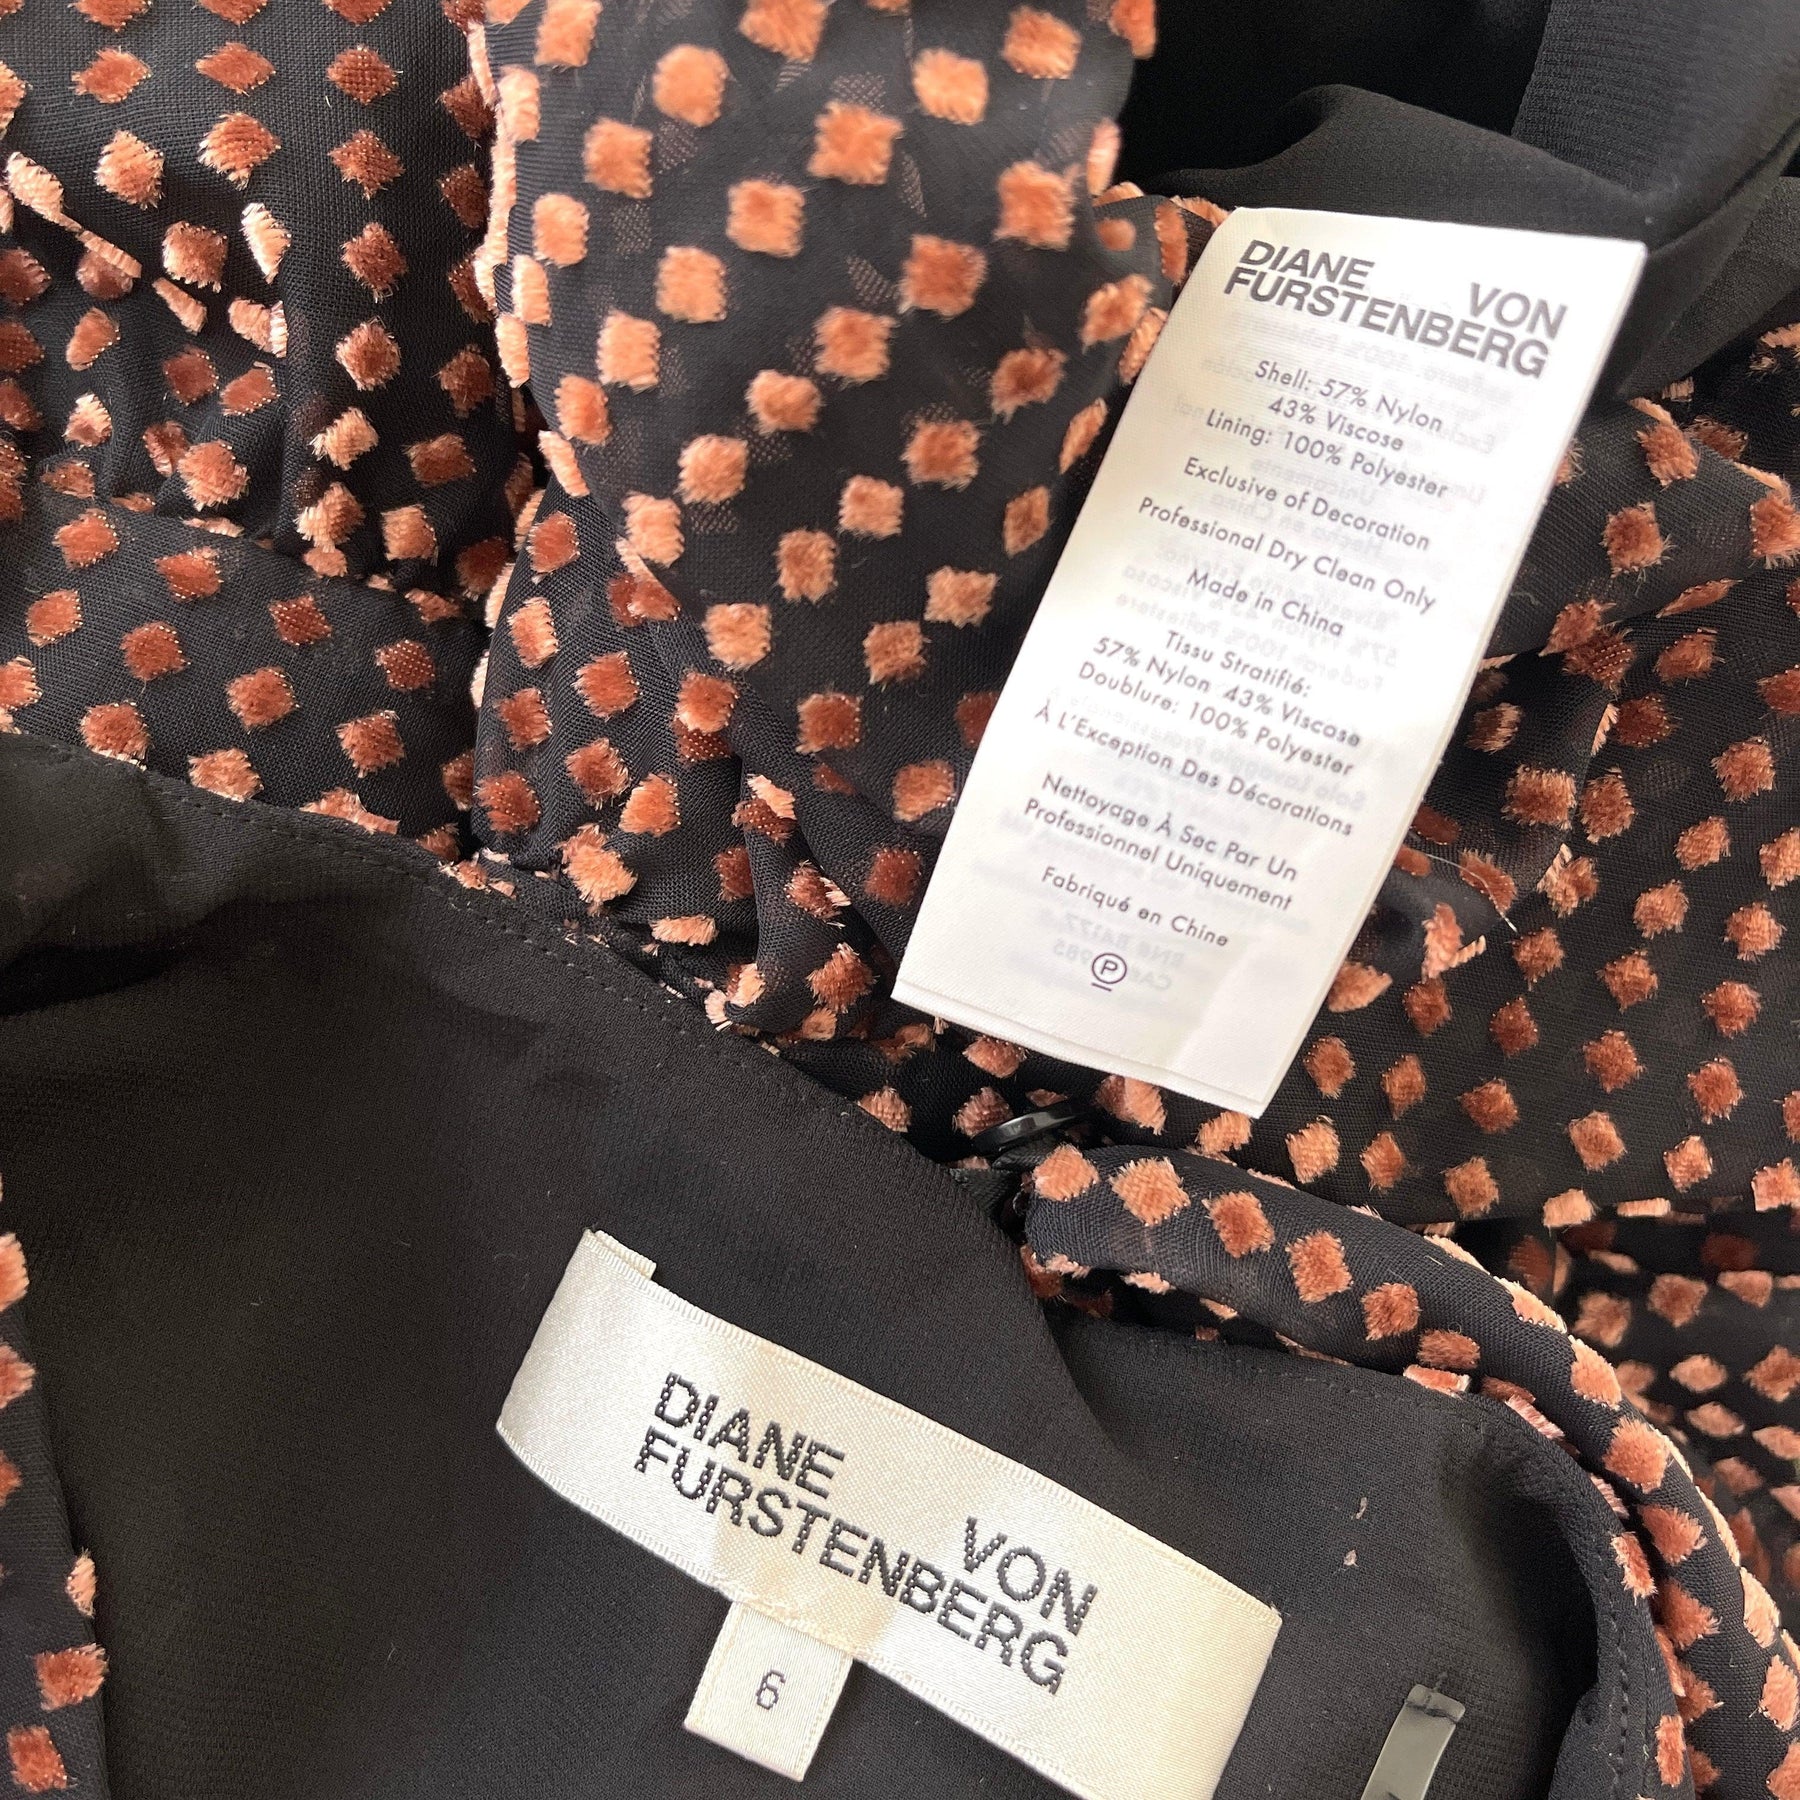 DIANE
VON
FURSTENBERG
Shell: 57% Nylon
43% Viscose
Lining: 100% Polyester
Exclusive of Decoration
Professional Dry Clean Only
Made in China
Tissu Stratifié:
57% Nylon 43% Viscose
Doublure: 100% Polyester
À L'Exception Des Décorations
Nettoyage À Sec Par Un
Professionnel Uniquement
Fabriqué en Chine
P
DIANE
VON
FURSTENBERG
6